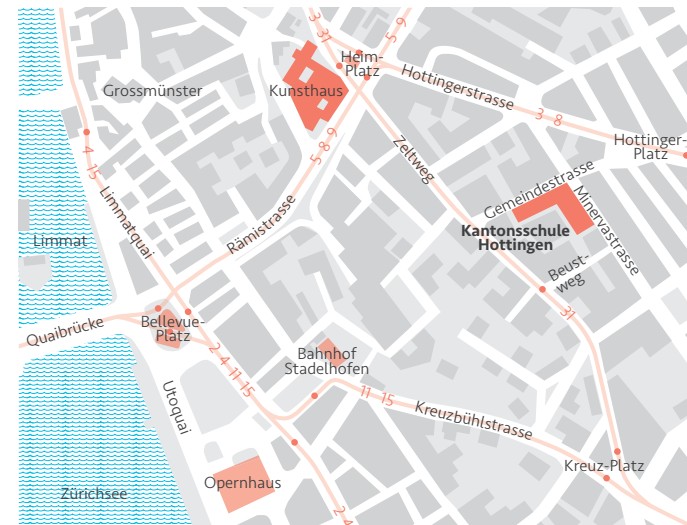 3 31
5 9
Heim-
Platz
Grossmünster
Kunsthaus
Hottingerstrasse
3 8
Hottinger-
Platz
4 15
5 8 9
Zeltweg
Gemeindestrasse
Minervastrasse
Limmatquai
Rämistrasse
Kantonsschule
Hottingen
Limmat
Beust-
weg
31
Quaibrücke
Bellevue-
Platz
2 4 11 15
Bahnhof
Stadelhofen
Utoquai
11 15
Kreuzbühlstrasse
Kreuz-Platz
Opernhaus
Zürichsee
2 4